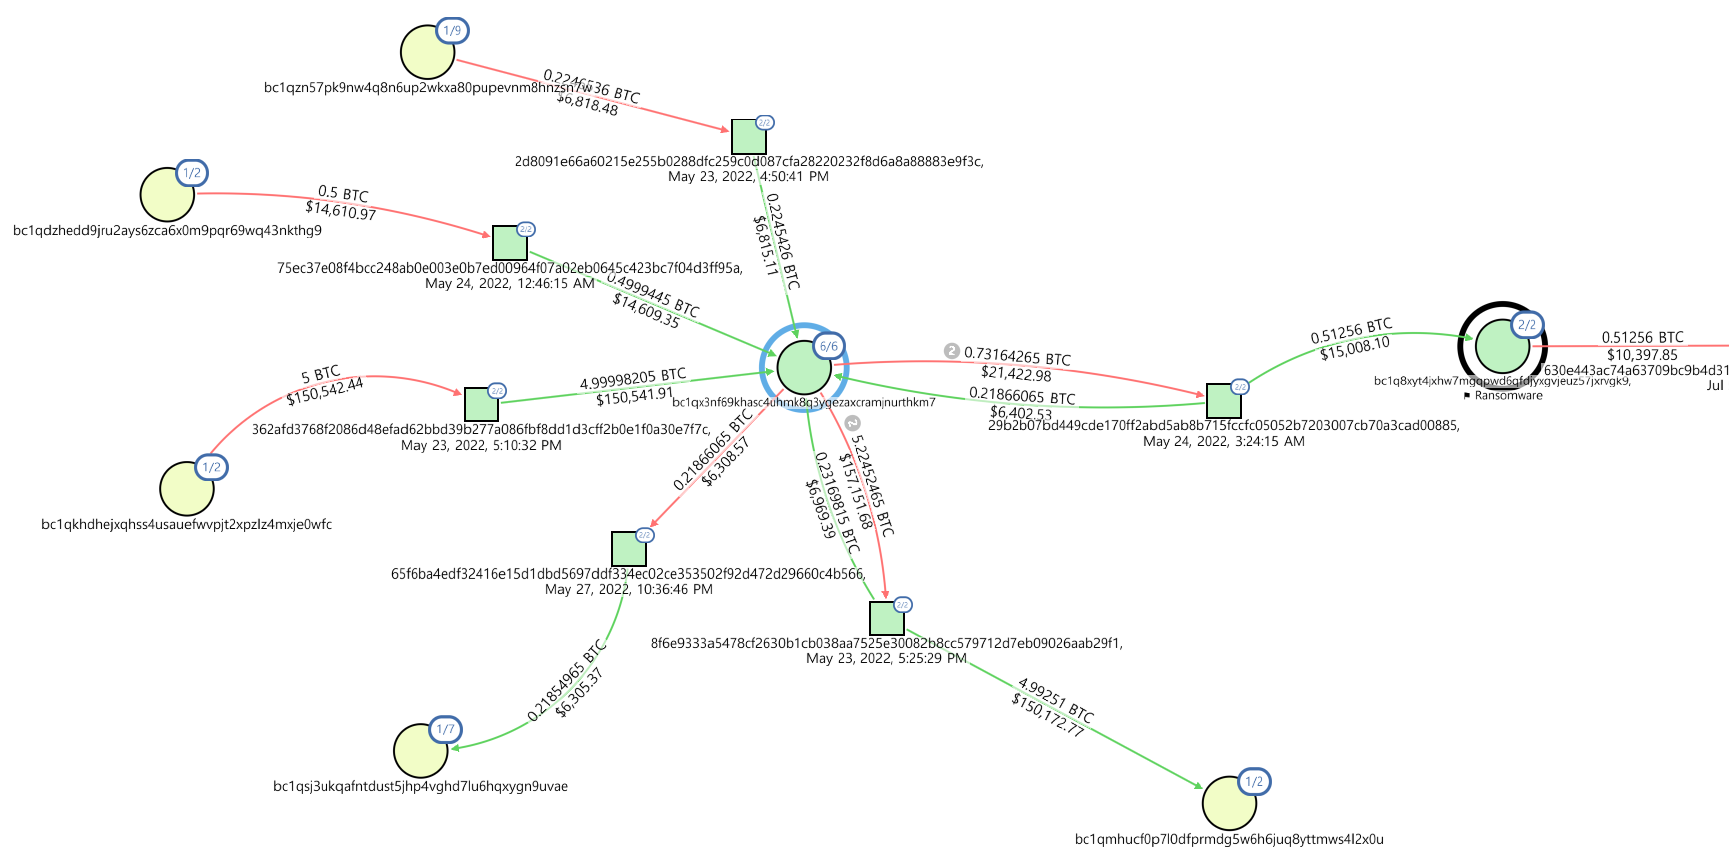 1/9
bc1qzn57pk9nw4q8n6up2wkxa80pupevnm8hnzsn7w
0.2246536 BTC
$6,818.48
2/2
2d8091e66a60215e255b0288dfc259c0d087cfa28220232f8d6a8a88883e9f3c,
May 23, 2022, 4:50:41 PM
1/2
bc1qdzhedd9jru2ays6zca6x0m9pqr69wq43nkthg9
0.5 BTC
$14,610.97
2/2
75ec37e08f4bcc248ab0e003e0b7ed00964f07a02eb0645c423bc7f04d3ff95a,
May 24, 2022, 12:46:15 AM
0.2245426 BTC
$6,815.11
0.4999445 BTC
$14,609.35
6/6
bc1qx3nf69khasc4uhmk8q3ygezaxcramjnurthkm7
2
0.73164265 BTC
$21,422.98
0.21866065 BTC
$6,402.53
2/2
29b2b07bd449cde170ff2abd5ab8b715fccfc05052b7203007cb70a3cad00885,
May 24, 2022, 3:24:15 AM
0.51256 BTC
$15,008.10
2/2
bc1q8xyt4jxhw7mgqpwd6qfdjyxgvjeuz57jxrvgk9,
Ransomware
0.51256 BTC
$10,397.85
630e443ac74a63709bc9b4d31
Jul
5 BTC
$150,542.44
2/2
4.99998205 BTC
$150,541.91
362afd3768f2086d48efad62bbd39b277a086fbf8dd1d3cff2b0e1f0a30e7f7c,
May 23, 2022, 5:10:32 PM
1/2
bc1qkhdhejxqhss4usauefwvpjt2xpzlz4mxje0wfc
0.21866065 BTC
$6,308.57
2
5.22452465 BTC
$157,151.68
0.23169815 BTC
$6,969.39
2/2
65f6ba4edf32416e15d1dbd5697ddf334ec02ce353502f92d472d29660c4b566,
May 27, 2022, 10:36:46 PM
2/2
8f6e9333a5478cf2630b1cb038aa7525e30082b8cc579712d7eb09026aab29f1,
May 23, 2022, 5:25:29 PM
0.21854965 BTC
$6,305.37
4.99251 BTC
$150,172.77
1/7
bc1qsj3ukqafntdust5jhp4vghd7lu6hqxygn9uvae
1/2
bc1qmhucf0p7l0dfprmdg5w6h6juq8yttmws4l2x0u